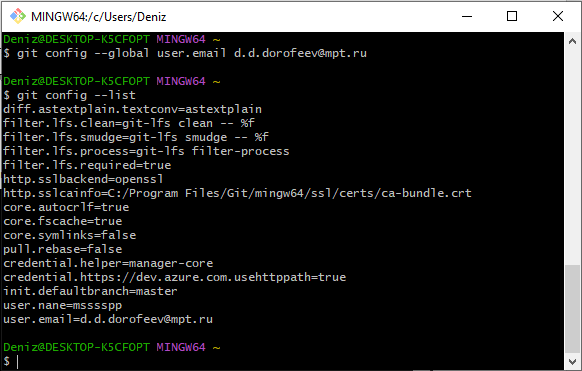 MINGW64:/c/Users/Deniz
Deniz@DESKTOP-K5CFOPT MINGW64 ~
$ git config --global user.email d.d.dorofeev@mpt.ru
Deniz@DESKTOP-K5CFOPT MINGW64 ~
$ git config --list
diff.astextplain.textconv=astextplain
filter.lfs.clean=git-lfs clean -- %f
filter.lfs.smudge=git-lfs smudge -- %f
filter.lfs.process=git-lfs filter-process
filter.lfs.required=true
http.sslbackend=openssl
http.sslcainfo=C:/Program Files/Git/mingw64/ssl/certs/ca-bundle.crt
core.autocrlf=true
core.fscache=true
core.symlinks=false
pull.rebase=false
credential.helper=manager-core
credential.https://dev.azure.com.usehttppath=true
init.defaultbranch=master
user.nane=msssspp
user.email=d.d.dorofeev@mpt.ru
Deniz@DESKTOP-K5CFOPT MINGW64 ~
$